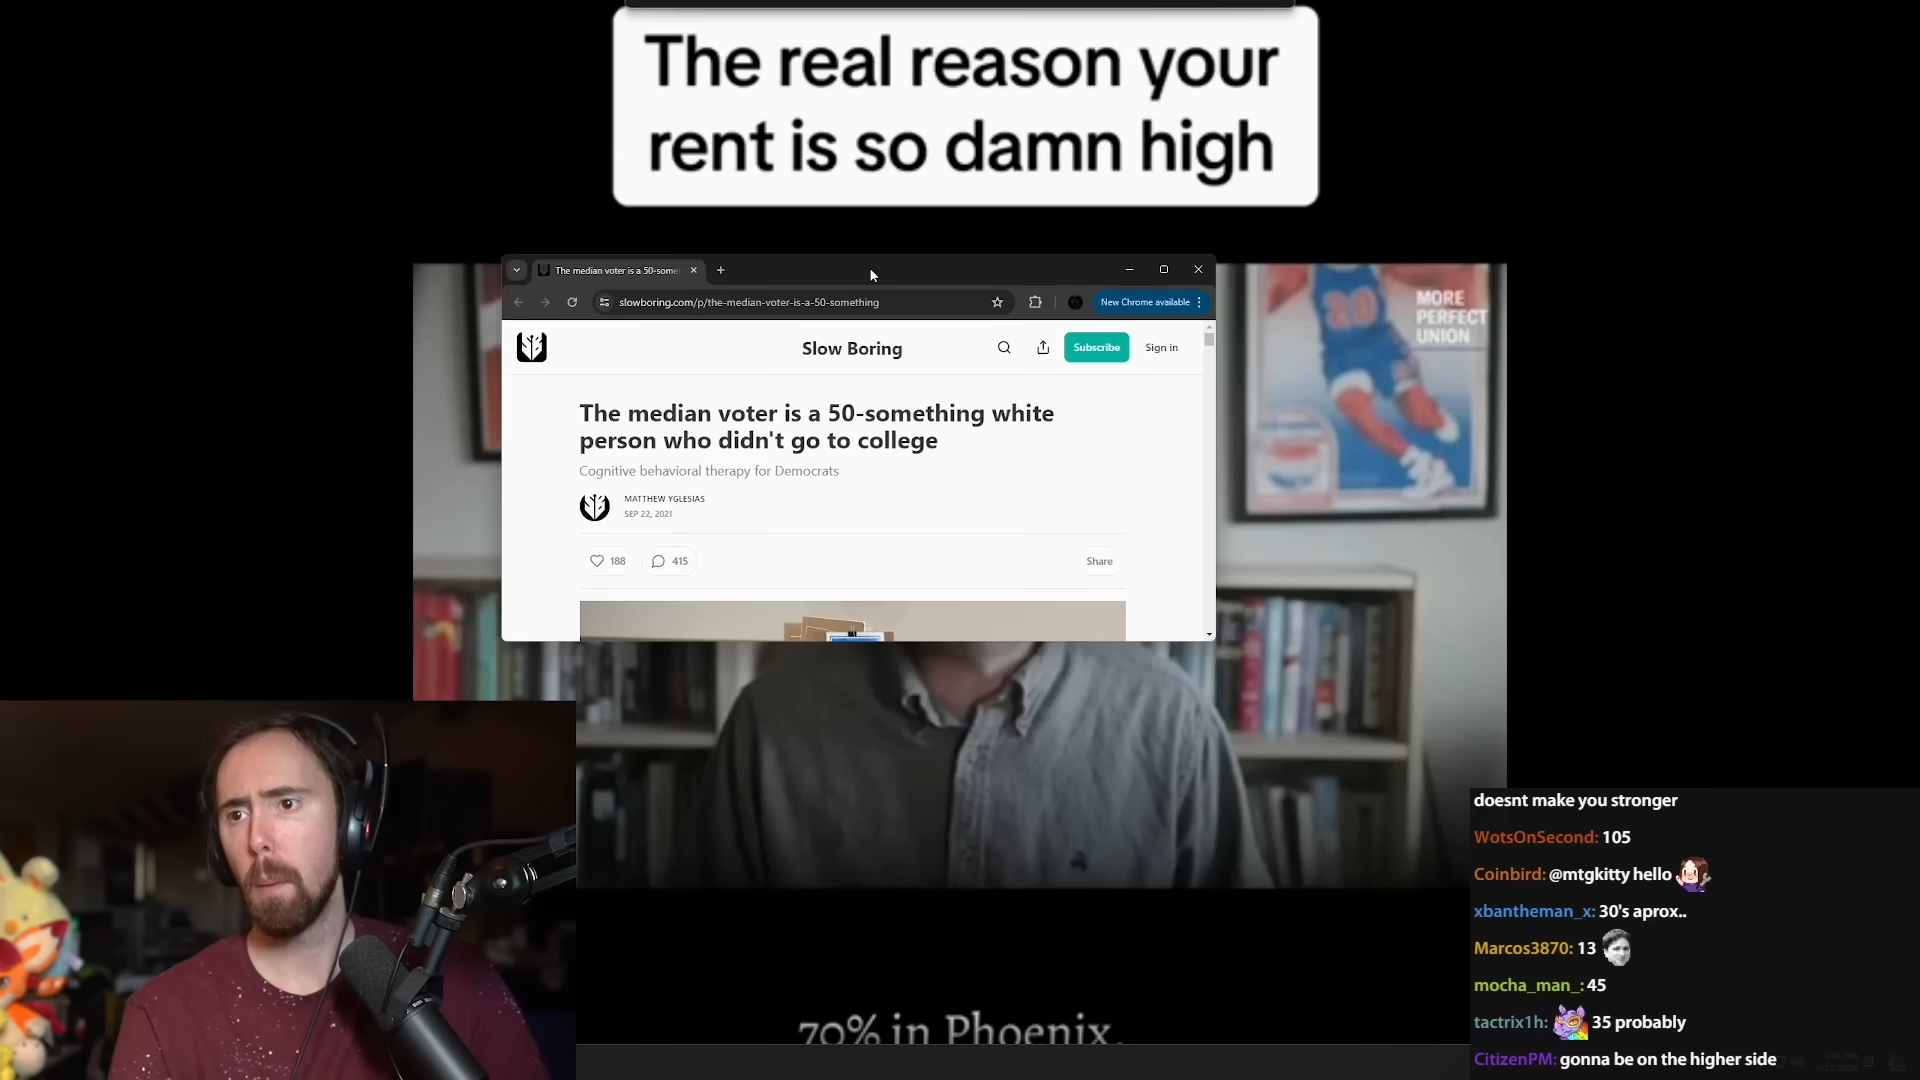 The real reason your
rent is so damn high
The median voter is a 50-some
slowboring.com/p/the-median-voter-is-a-50-something
New Chrome available
MORE
PERFECT
UNION
Slow Boring
Subscribe
Sign in
The median voter is a 50-something white
person who didn't go to college
Cognitive behavioral therapy for Democrats
MATTHEW YGLESIAS
SEP 22, 2021
188
415
Share
doesnt make you stronger
WotsOnSecond: 105
Coinbird: @mtgkitty hello
xbantheman_x: 30's aprox..
Marcos3870: 13
mocha_man_: 45
tactrix1h: 35 probably
CitizenPM: gonna be on the higher side
70% in Phoenix.